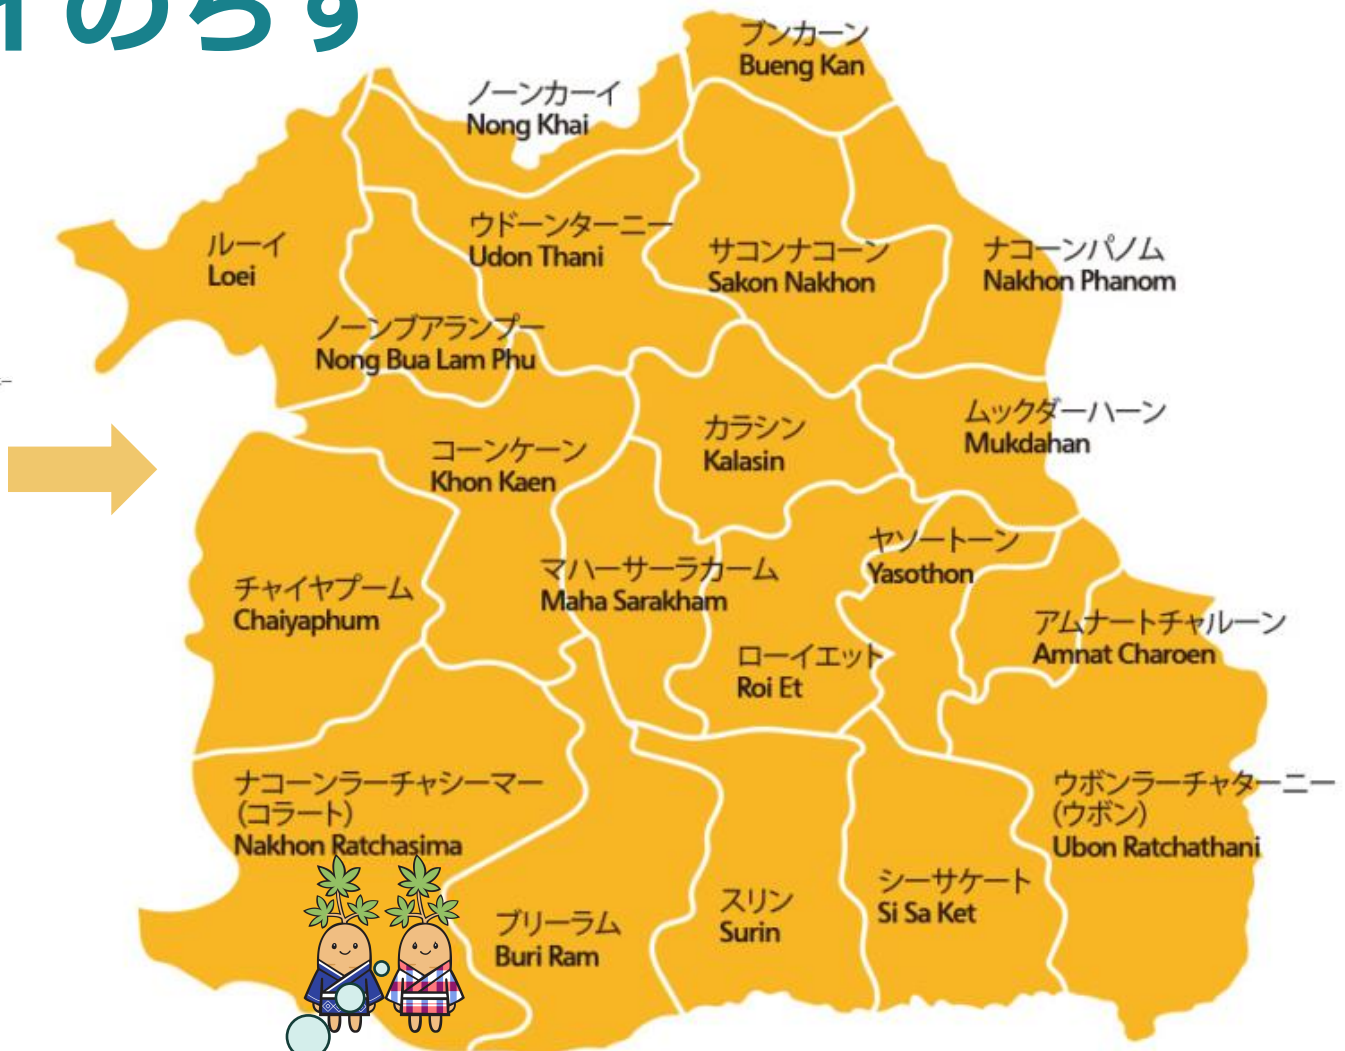 イのちず
ブンカーン
Bueng Kan
ノーンカーイ
Nong Khai
ルーイ
Loei
ウドーンターニー
Udon Thani
サコンナコーン
Sakon Nakhon
ナコーンパノム
Nakhon Phanom
ノーンブアランプー
Nong Bua Lam Phu
コーンケーン
Khon Kaen
カラシン
Kalasin
ムックダーハーン
Mukdahan
チャイヤプーム
Chaiyaphum
マハーサーラカーム
Maha Sarakham
ヤソートーン
Yasothon
ローイエット
Roi Et
アムナートチャルーン
Amnat Charoen
ナコーンラーチャシーマー
(コラート)
Nakhon Ratchasima
ウボンラーチャターニー
(ウボン)
Ubon Ratchathani
ブリーラム
Buri Ram
スリン
Surin
シーサケート
Si Sa Ket